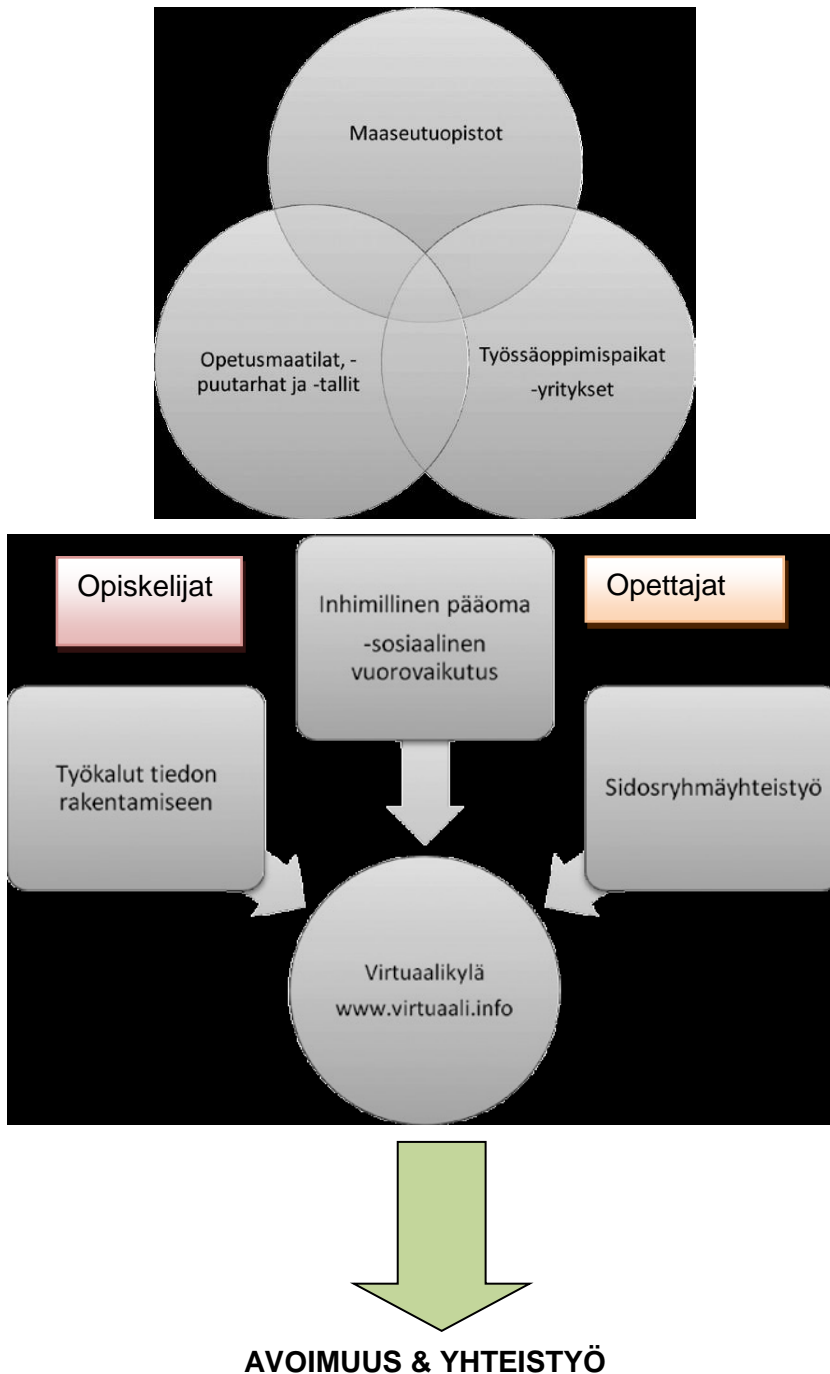 Maaseutuopistot
Opetusmaatilat, -
puutarhat ja -tallit
Työssäoppimispaikat
-yritykset
Opiskelijat
Inhimillinen pääoma
-sosiaalinen
vuorovaikutus
Opettajat
Työkalut tiedon
rakentamiseen
Sidosryhmäyhteistyö
Virtuaalikylä
www.virtuaali.info
AVOIMUUS & YHTEISTYÖ